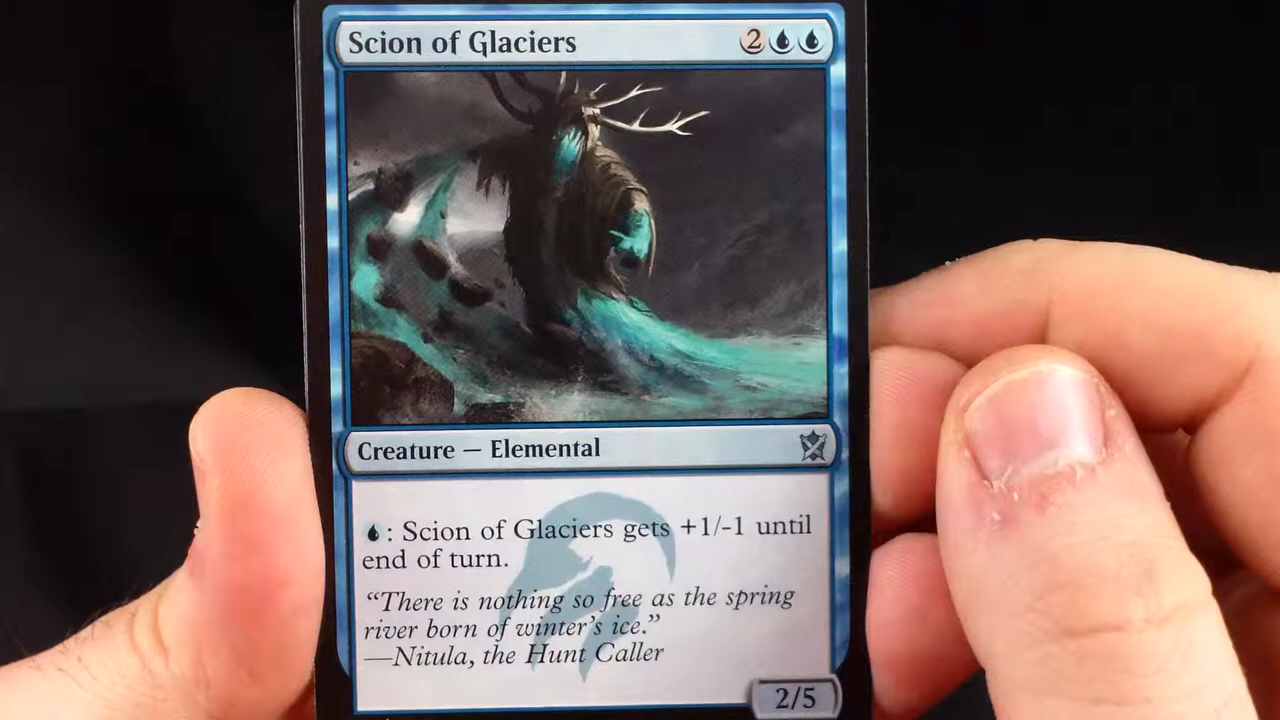 Scion of Glaciers 2
Creature — Elemental
: Scion of Glaciers gets +1/-1 until
end of turn.
“There is nothing so free as the spring
river born of winter’s ice.”
—Nitula, the Hunt Caller
2/5